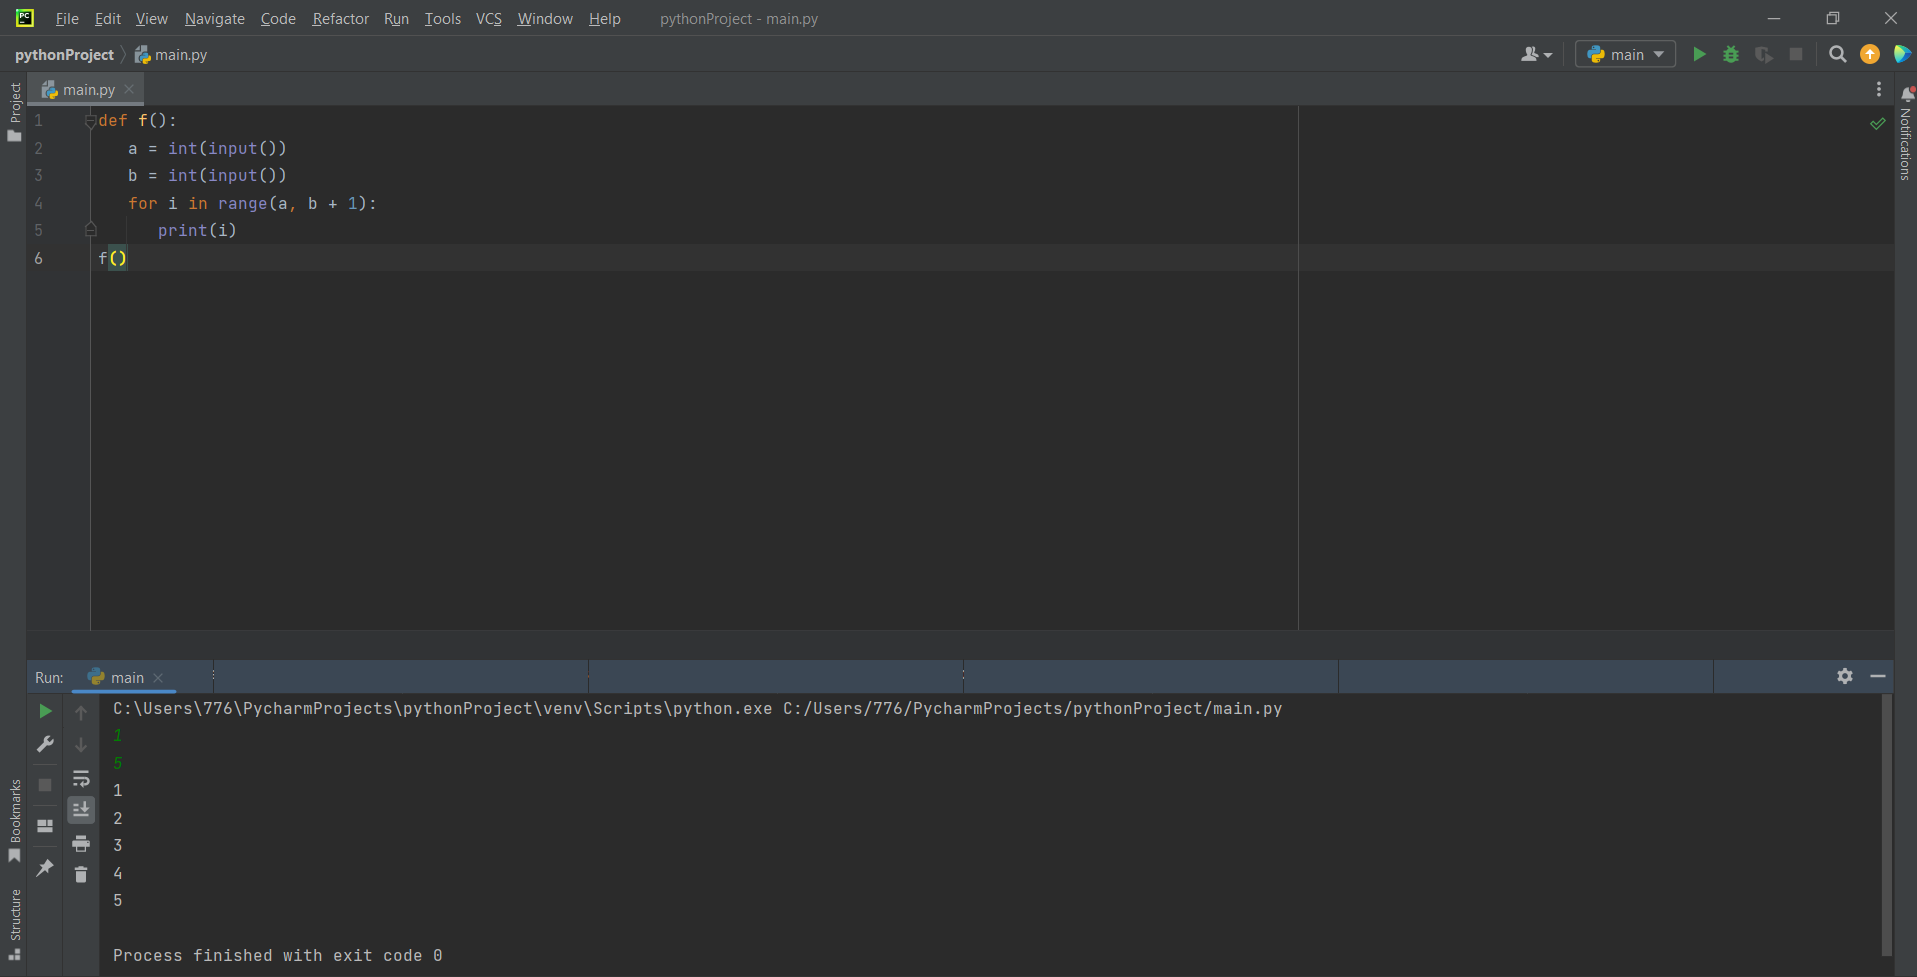 PC File Edit View Navigate Code Refactor Run Tools VCS Window Help pythonProject - main.py
pythonProject main.py main
Project
main.py
Notifications
1 def f():
2 a = int(input())
3 b = int(input())
4 for i in range(a, b + 1):
5 print(i)
6 f()
Run: main
C:\Users\776\PycharmProjects\pythonProject\venv\Scripts\python.exe C:/Users/776/PycharmProjects/pythonProject/main.py
1
5
1
2
3
4
5
Process finished with exit code 0
Bookmarks
Structure